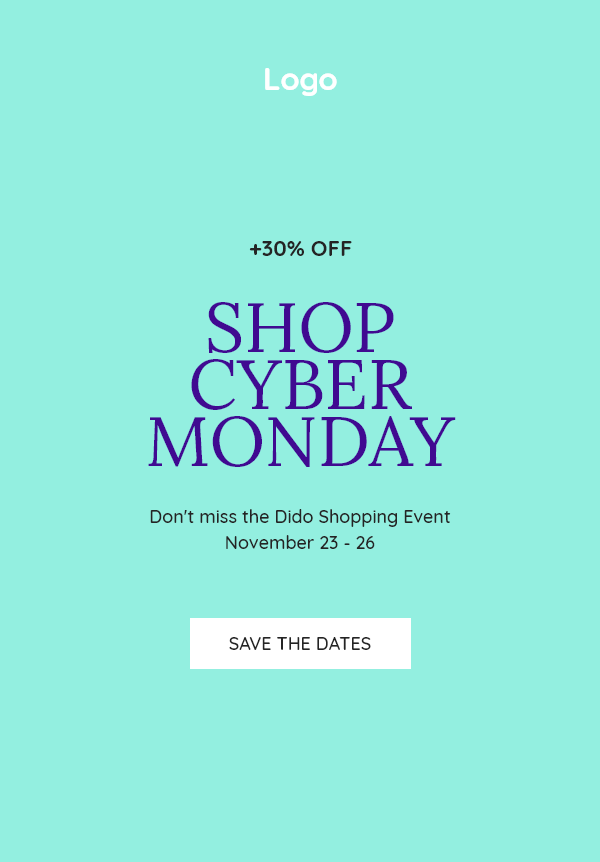 Logo
+30% OFF
SHOP
CYBER
MONDAY
Don't miss the Dido Shopping Event
November 23 - 26
SAVE THE DATES